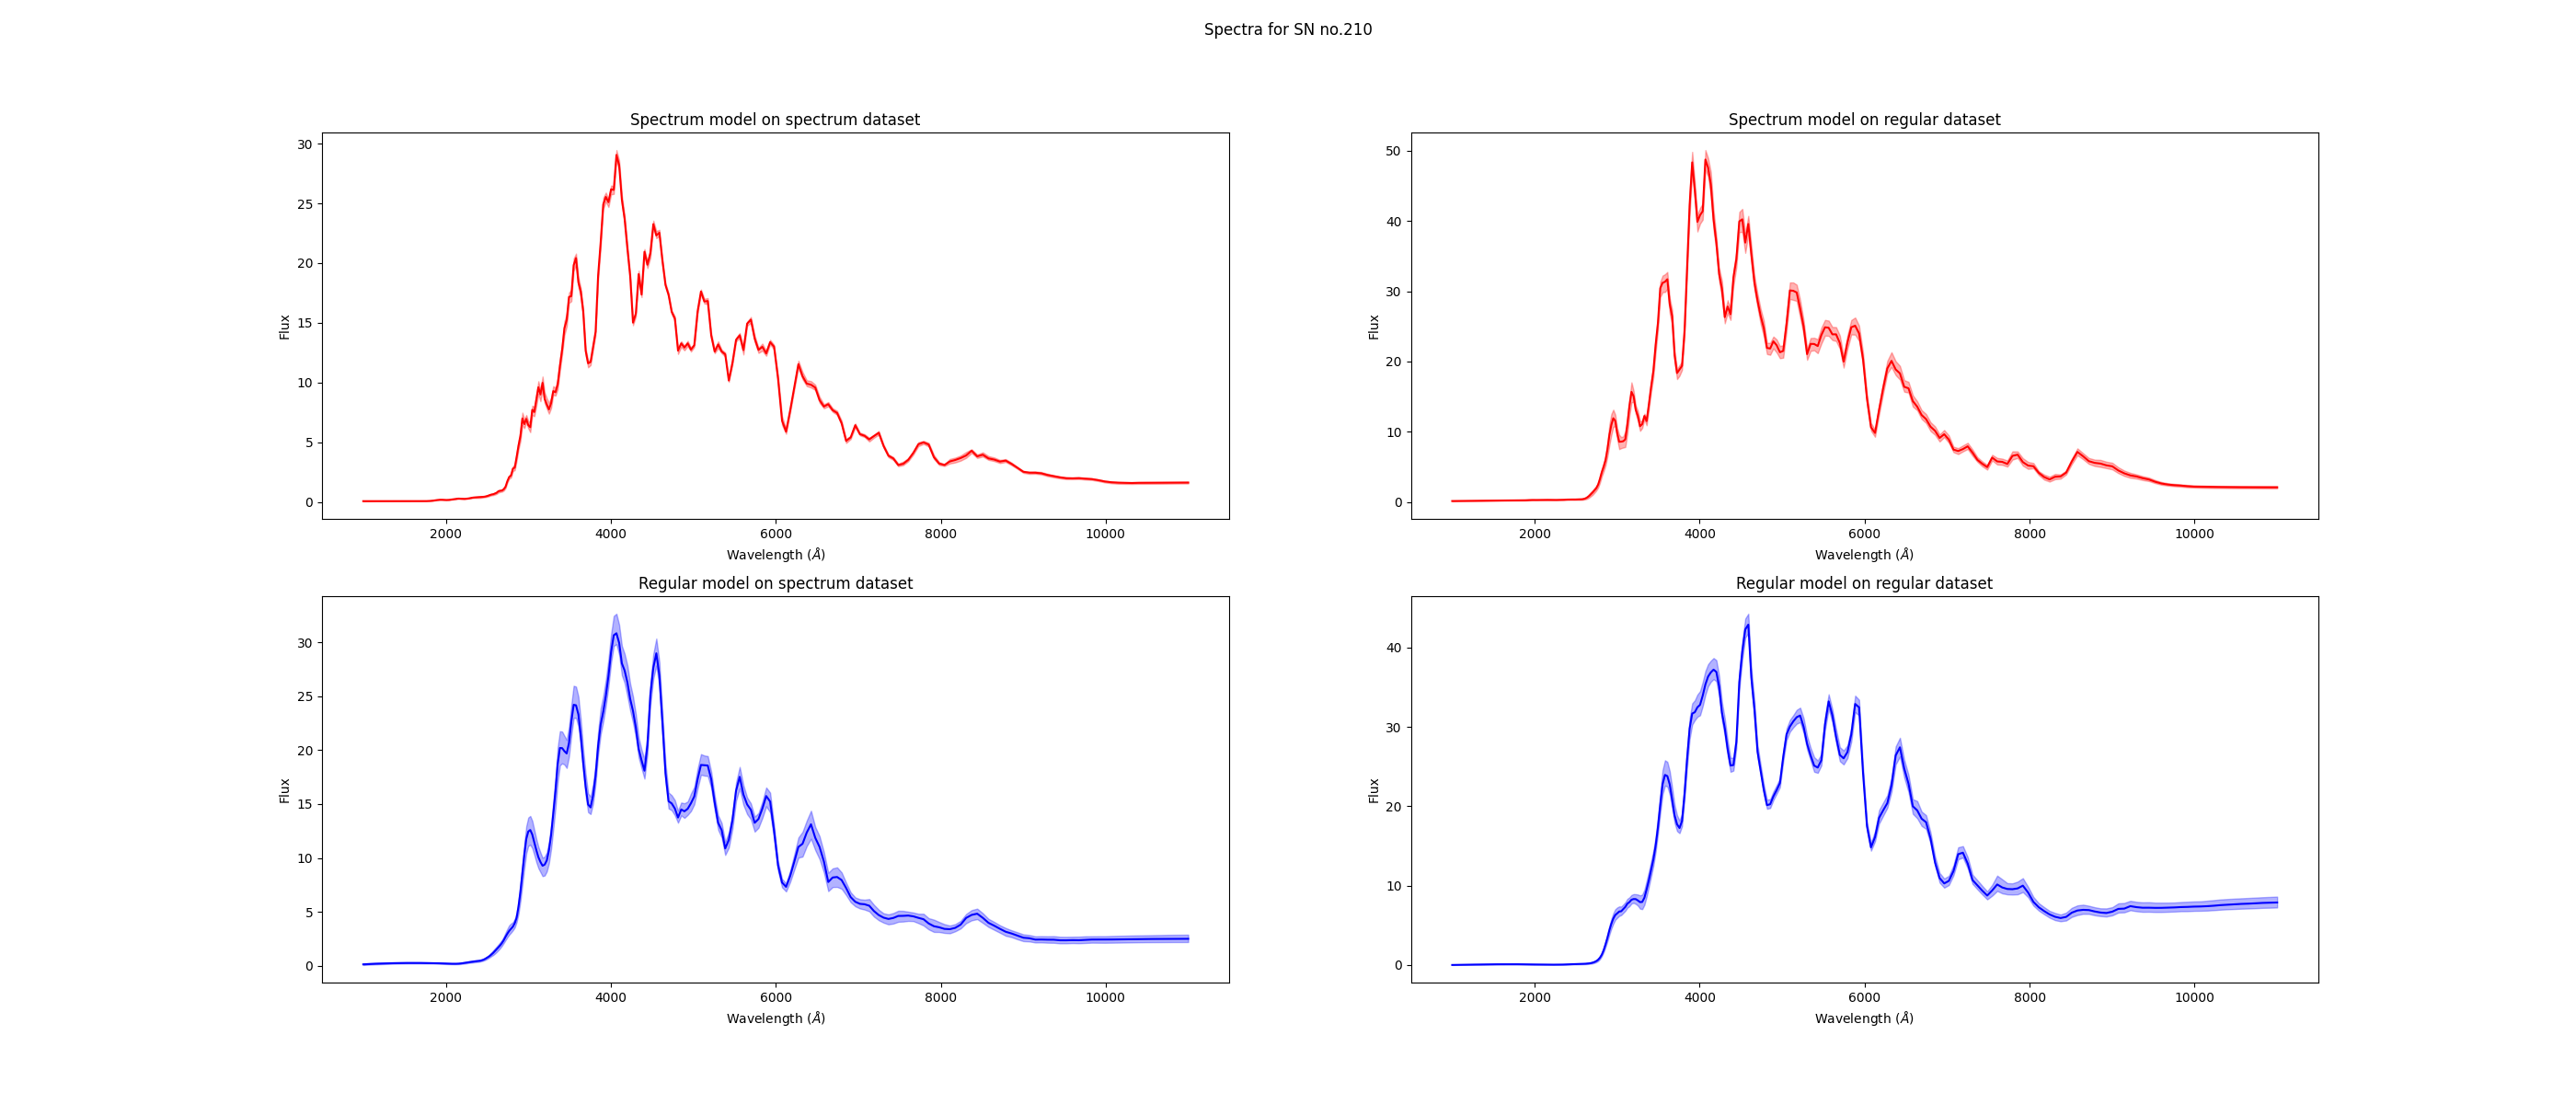 Spectra for SN no.210
Spectrum model on spectrum dataset
30
25
20
15
10
5
0
Flux
2000 4000 6000 8000 10000
Wavelength (Å)
Spectrum model on regular dataset
50
40
30
20
10
0
Flux
2000 4000 6000 8000 10000
Wavelength (Å)
Regular model on spectrum dataset
30
25
20
15
10
5
0
Flux
2000 4000 6000 8000 10000
Wavelength (Å)
Regular model on regular dataset
40
30
20
10
0
Flux
2000 4000 6000 8000 10000
Wavelength (Å)